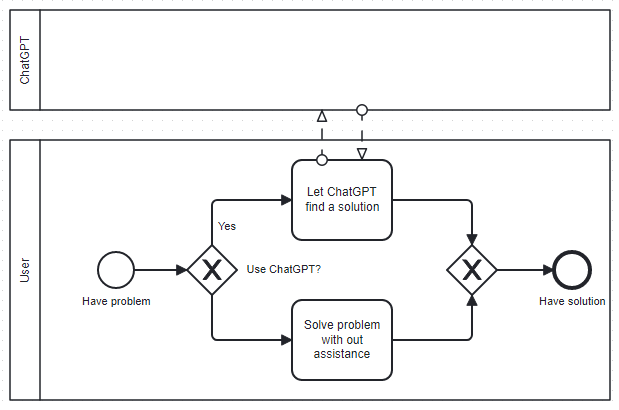 ChatGPT
User
Let ChatGPT
find a solution
Yes
Use ChatGPT?
Have problem
Have solution
Solve problem
with out
assistance